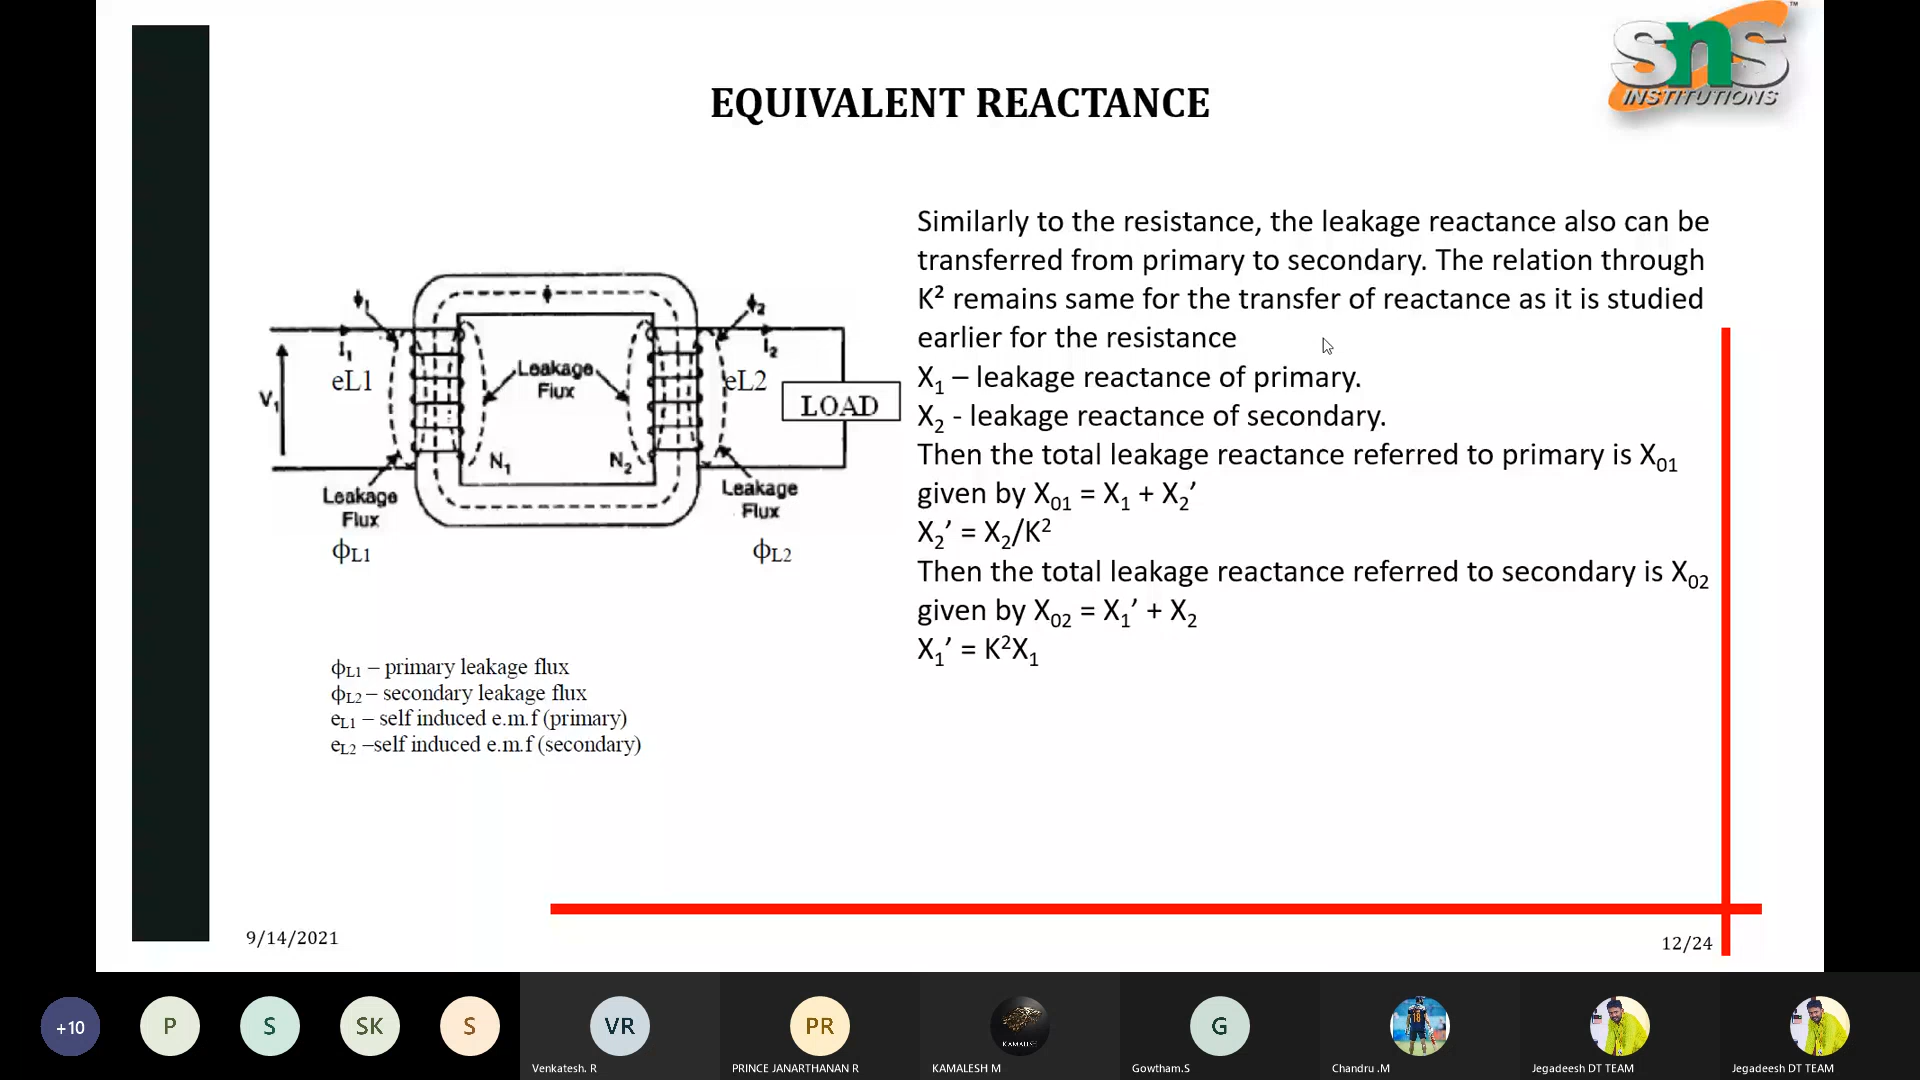 sns
INSTITUTIONS
™
EQUIVALENT REACTANCE
Similarly to the resistance, the leakage reactance also can be
transferred from primary to secondary. The relation through
K² remains same for the transfer of reactance as it is studied
earlier for the resistance
X₁ – leakage reactance of primary.
X₂ - leakage reactance of secondary.
Then the total leakage reactance referred to primary is X₀₁
given by X₀₁ = X₁ + X₂’
X₂’ = X₂/K²
Then the total leakage reactance referred to secondary is X₀₂
given by X₀₂ = X₁’ + X₂
X₁’ = K²X₁
ϕ₁
ϕ
ϕ₂
I₁
I₂
V₁
eL1
Leakage
Flux
eL2
LOAD
N₁
N₂
Leakage
Flux
Leakage
Flux
ϕL1
ϕL2
ϕL1 – primary leakage flux
ϕL2 – secondary leakage flux
eL1 – self induced e.m.f (primary)
eL2 –self induced e.m.f (secondary)
9/14/2021
12/24
+10
P
S
SK
S
VR
Venkatesh. R
PR
PRINCE JANARTHANAN R
KAMALESH M
G
Gowtham.S
18
Chandru .M
Jegadeesh DT TEAM
Jegadeesh DT TEAM